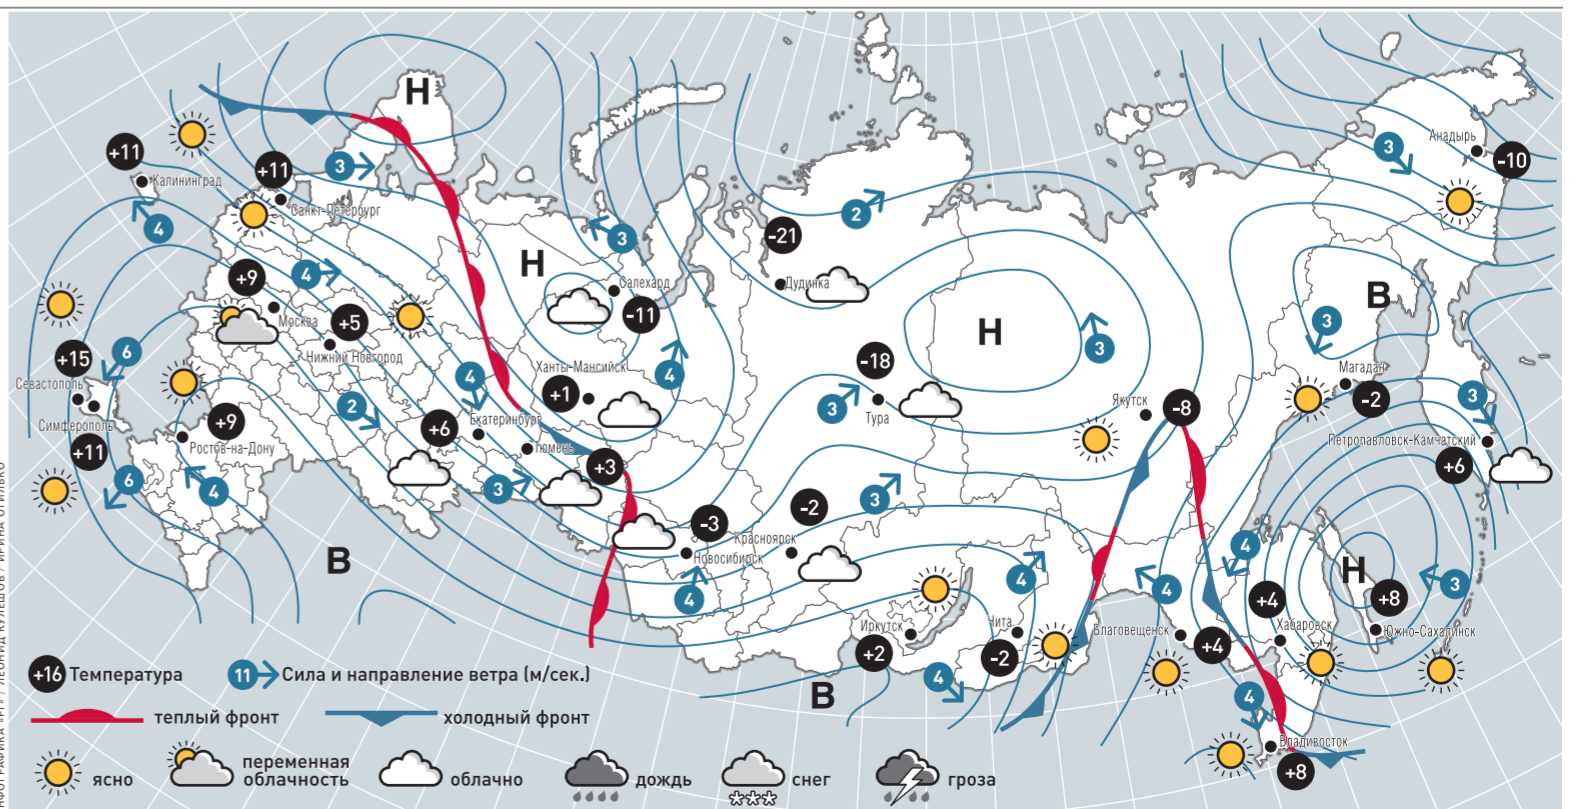 Н
Анадырь
-10
3
+11
Калининград
+11
3
Санкт-Петербург
4
2
3
-21
+9
4
Н
Салехард
Дудинка
В
Москва
+5
-11
Н
3
Нижний Новгород
6
3
+15
Севастополь
4
Ханты-Мансийск
4
-18
Магадан
+1
-2
3
Якутск
-8
2
3
Тура
Симферополь
+9
+6
Екатеринбург
Ростов-на-Дону
Тюмень
Петропавловск-Камчатский
+11
+3
+6
6
4
3
3
-2
-3
Красноярск
Новосибирск
4
В
Н
4
4
4
3
4
+4
+8
Иркутск
Чита
Благовещенск
Хабаровск
Южно-Сахалинск
+2
-2
+4
4
В
4
Владивосток
+8
+16 Температура
11 Сила и направление ветра (м/сек.)
теплый фронт
холодный фронт
ясно
переменная
облачность
облачно
дождь
снег
гроза